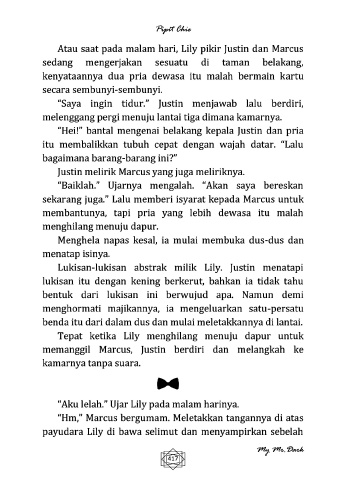 Pipit Chie
Atau saat pada malam hari, Lily pikir Justin dan Marcus
sedang mengerjakan sesuatu di taman belakang,
kenyataannya dua pria dewasa itu malah bermain kartu
secara sembunyi-sembunyi.
“Saya ingin tidur.” Justin menjawab lalu berdiri,
melenggang pergi menuju lantai tiga dimana kamarnya.
“Hei!” bantal mengenai belakang kepala Justin dan pria
itu membalikkan tubuh cepat dengan wajah datar. “Lalu
bagaimana barang-barang ini?”
Justin melirik Marcus yang juga meliriknya.
“Baiklah.” Ujarnya mengalah. “Akan saya bereskan
sekarang juga.” Lalu memberi isyarat kepada Marcus untuk
membantunya, tapi pria yang lebih dewasa itu malah
menghilang menuju dapur.
Menghela napas kesal, ia mulai membuka dus-dus dan
menatap isinya.
Lukisan-lukisan abstrak milik Lily. Justin menatapi
lukisan itu dengan kening berkerut, bahkan ia tidak tahu
bentuk dari lukisan ini berwujud apa. Namun demi
menghormati majikannya, ia mengeluarkan satu-persatu
benda itu dari dalam dus dan mulai meletakkannya di lantai.
Tepat ketika Lily menghilang menuju dapur untuk
memanggil Marcus, Justin berdiri dan melangkah ke
kamarnya tanpa suara.
“Aku lelah.” Ujar Lily pada malam harinya.
“Hm,” Marcus bergumam. Meletakkan tangannya di atas
payudara Lily di bawa selimut dan menyampirkan sebelah
My Mr. Dark
417